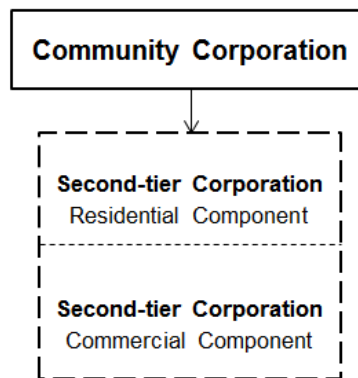 Community Corporation
Second-tier Corporation
Residential Component
Second-tier Corporation
Commercial Component